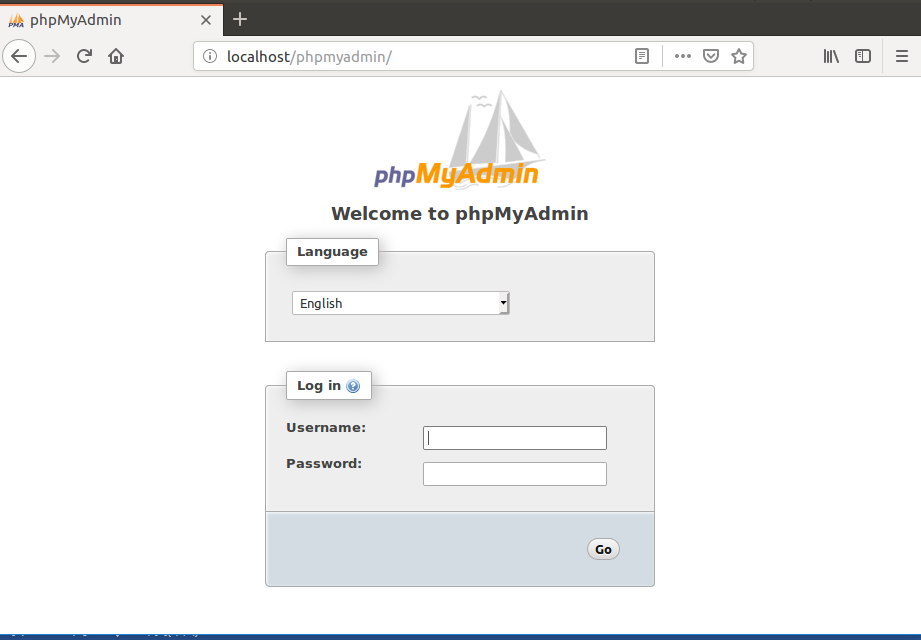 phpMyAdmin
localhost/phpmyadmin/
phpMyAdmin
Welcome to phpMyAdmin
Language
English
Log in
Username:
Password:
Go